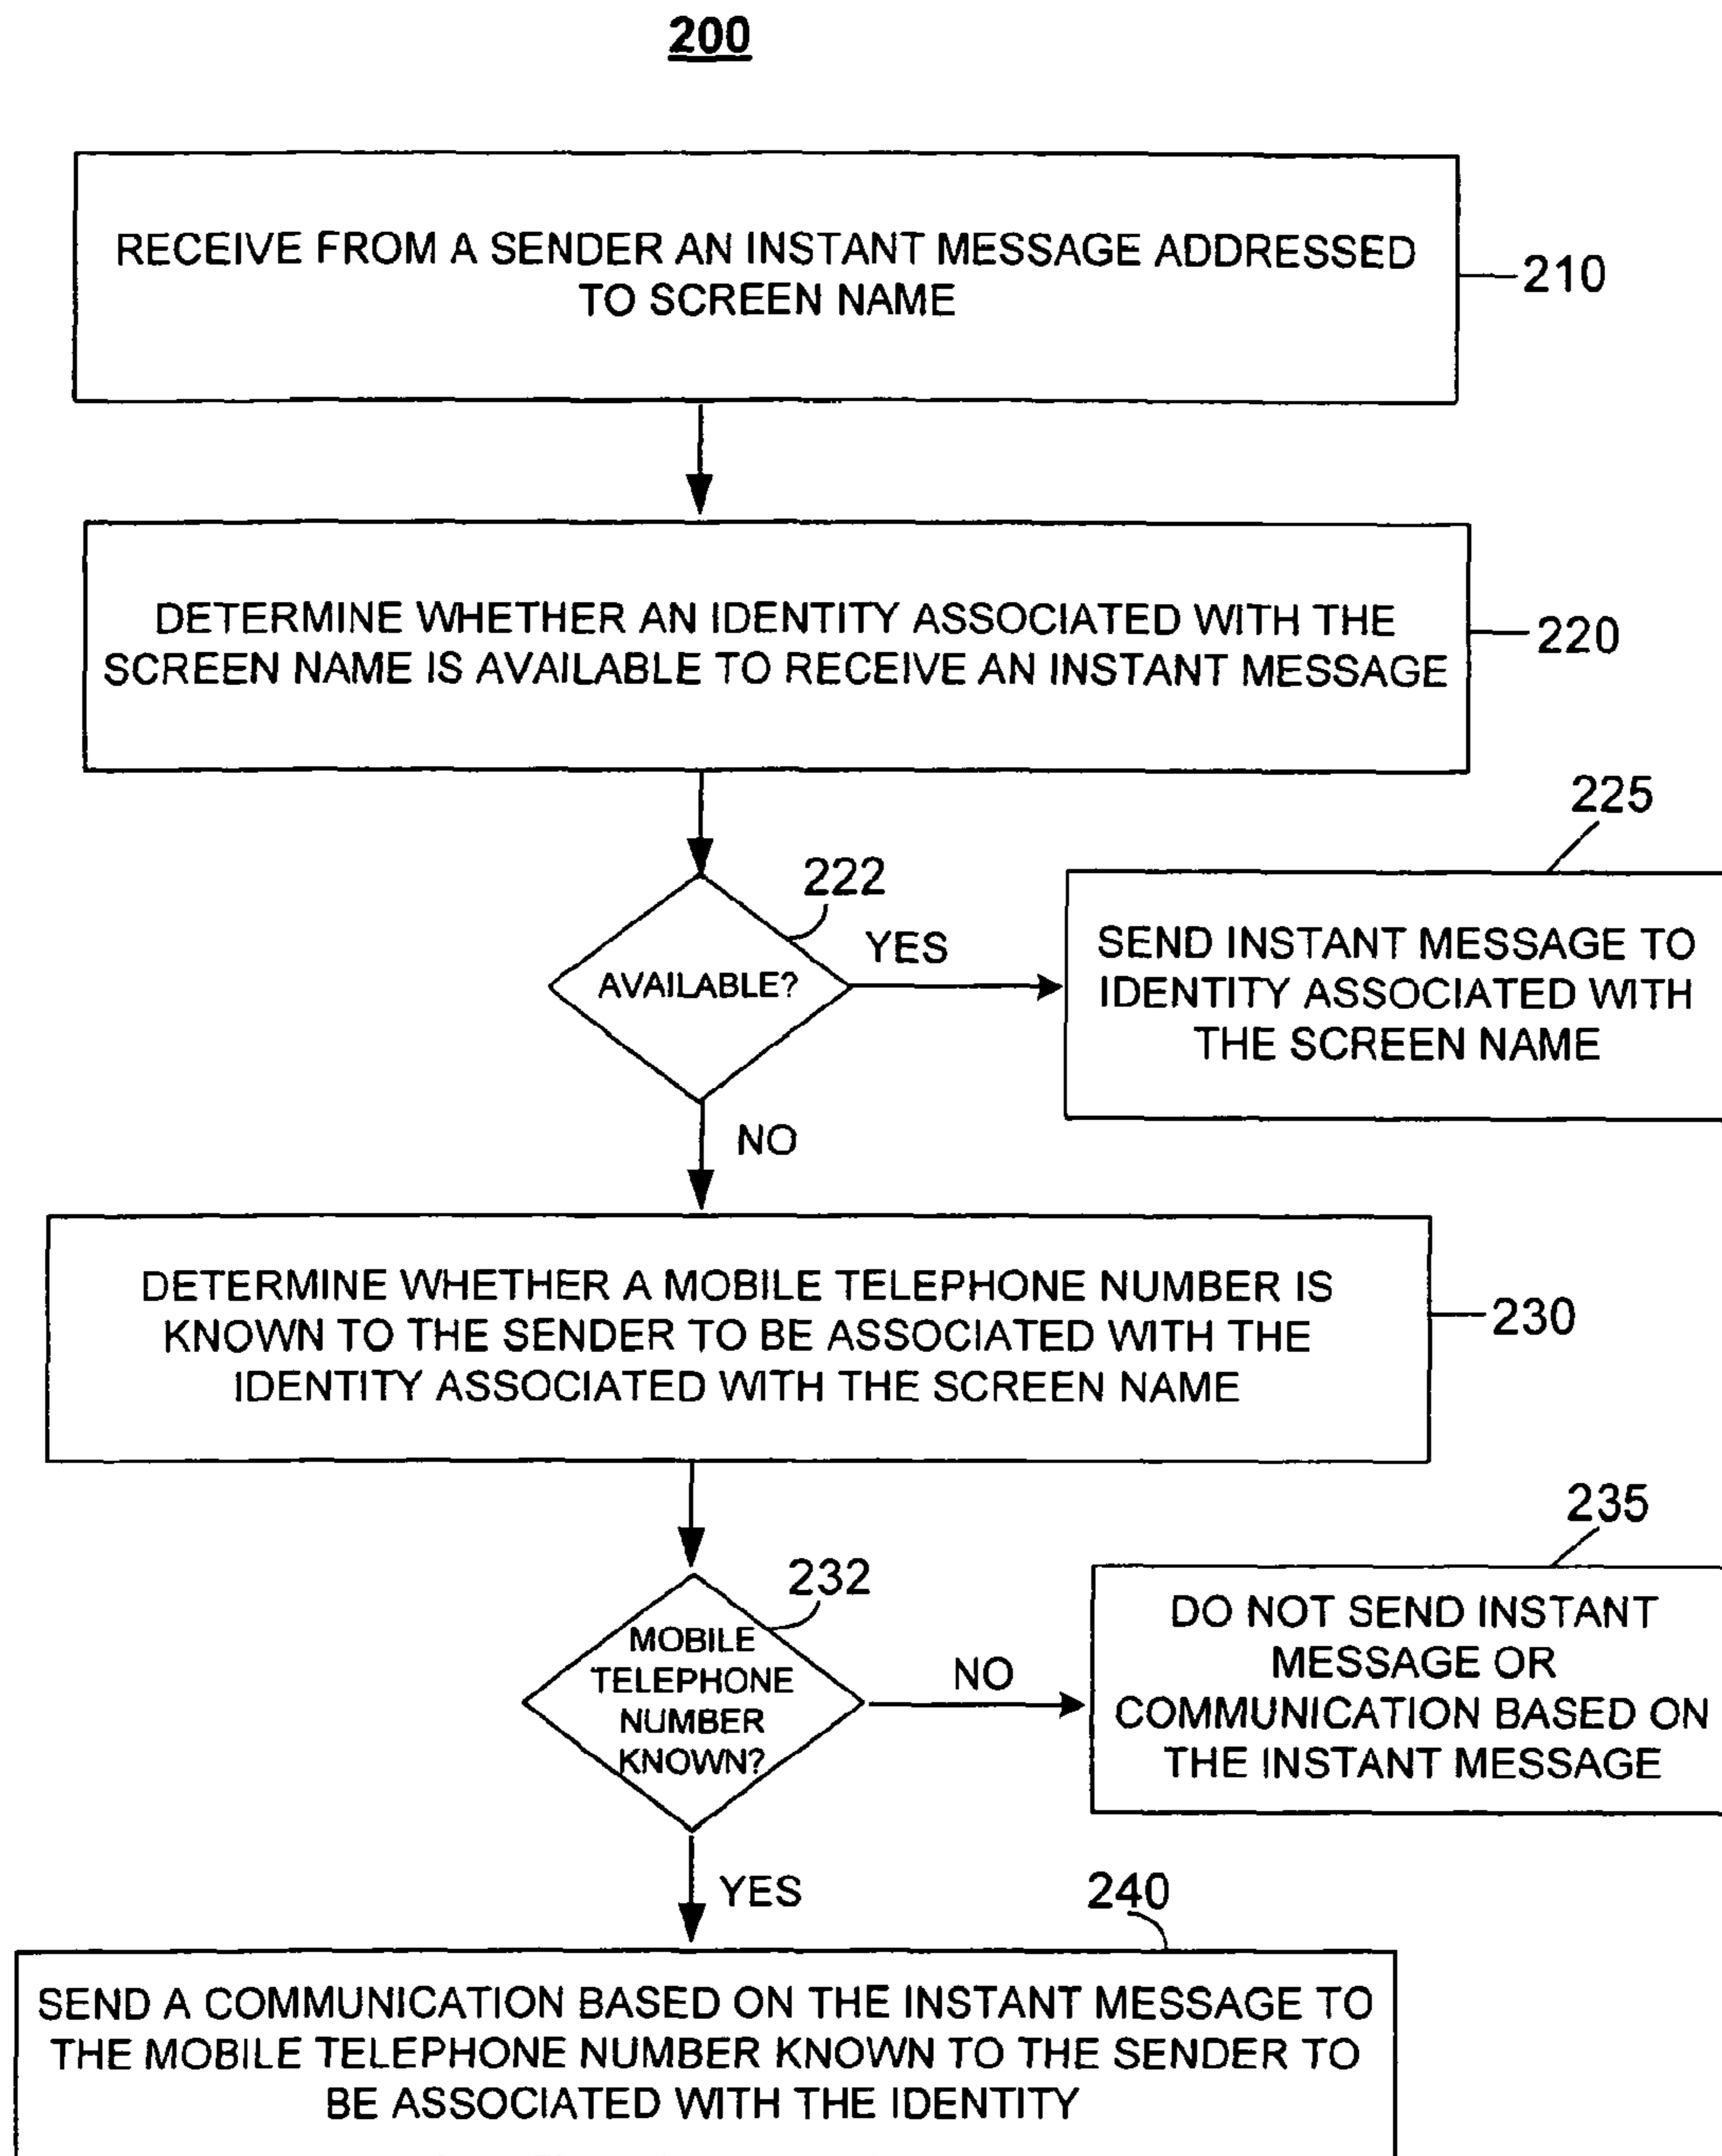 200
RECEIVE FROM A SENDER AN INSTANT MESSAGE ADDRESSED
TO SCREEN NAME
210
DETERMINE WHETHER AN IDENTITY ASSOCIATED WITH THE
SCREEN NAME IS AVAILABLE TO RECEIVE AN INSTANT MESSAGE
220
222
AVAILABLE?
YES
225
SEND INSTANT MESSAGE TO
IDENTITY ASSOCIATED WITH
THE SCREEN NAME
NO
DETERMINE WHETHER A MOBILE TELEPHONE NUMBER IS
KNOWN TO THE SENDER TO BE ASSOCIATED WITH THE
IDENTITY ASSOCIATED WITH THE SCREEN NAME
230
232
MOBILE
TELEPHONE
NUMBER
KNOWN?
NO
235
DO NOT SEND INSTANT
MESSAGE OR
COMMUNICATION BASED ON
THE INSTANT MESSAGE
YES
240
SEND A COMMUNICATION BASED ON THE INSTANT MESSAGE TO
THE MOBILE TELEPHONE NUMBER KNOWN TO THE SENDER TO
BE ASSOCIATED WITH THE IDENTITY